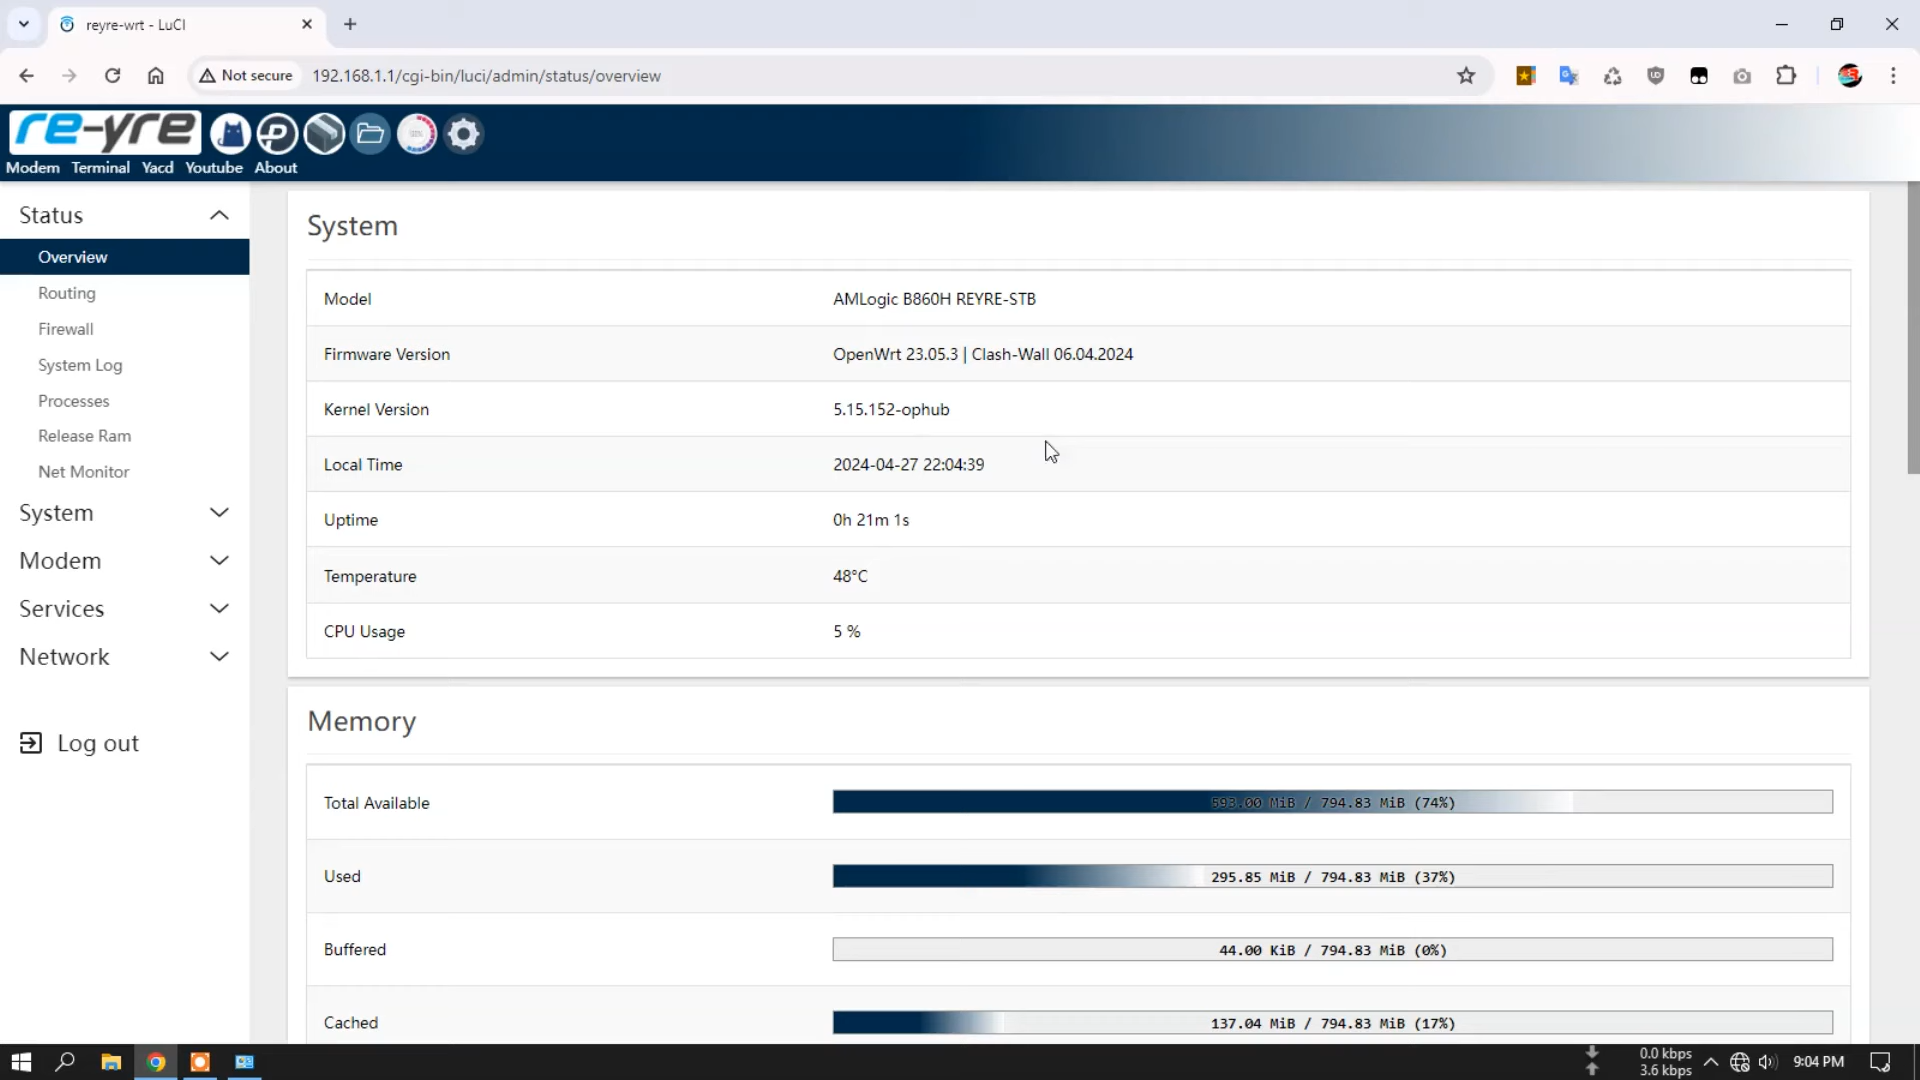 reyre-wrt - LuCI
Not secure
192.168.1.1/cgi-bin/luci/admin/status/overview
re-yre
Modem Terminal Yacd Youtube About
Status
Overview
Routing
Firewall
System Log
Processes
Release Ram
Net Monitor
System
Modem
Services
Network
Log out
System
Model AMLogic B860H REYRE-STB
Firmware Version OpenWrt 23.05.3 | Clash-Wall 06.04.2024
Kernel Version 5.15.152-ophub
Local Time 2024-04-27 22:04:39
Uptime 0h 21m 1s
Temperature 48°C
CPU Usage 5 %
Memory
Total Available 593.00 MiB / 794.83 MiB (74%)
Used 295.85 MiB / 794.83 MiB (37%)
Buffered 44.00 KiB / 794.83 MiB (0%)
Cached 137.04 MiB / 794.83 MiB (17%)
0.0 kbps
3.6 kbps
9:04 PM